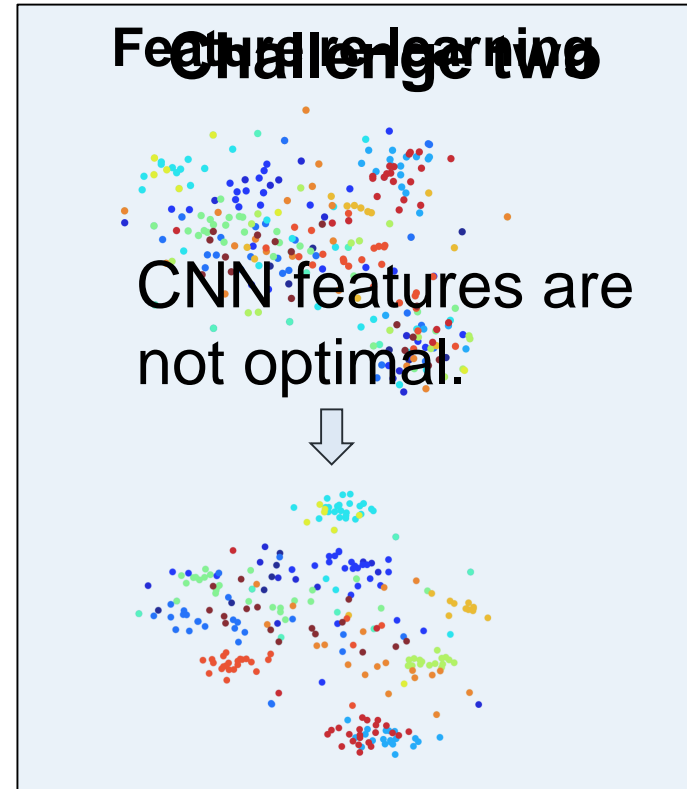 Feature re-learning
Challenge two
CNN features are
not optimal.